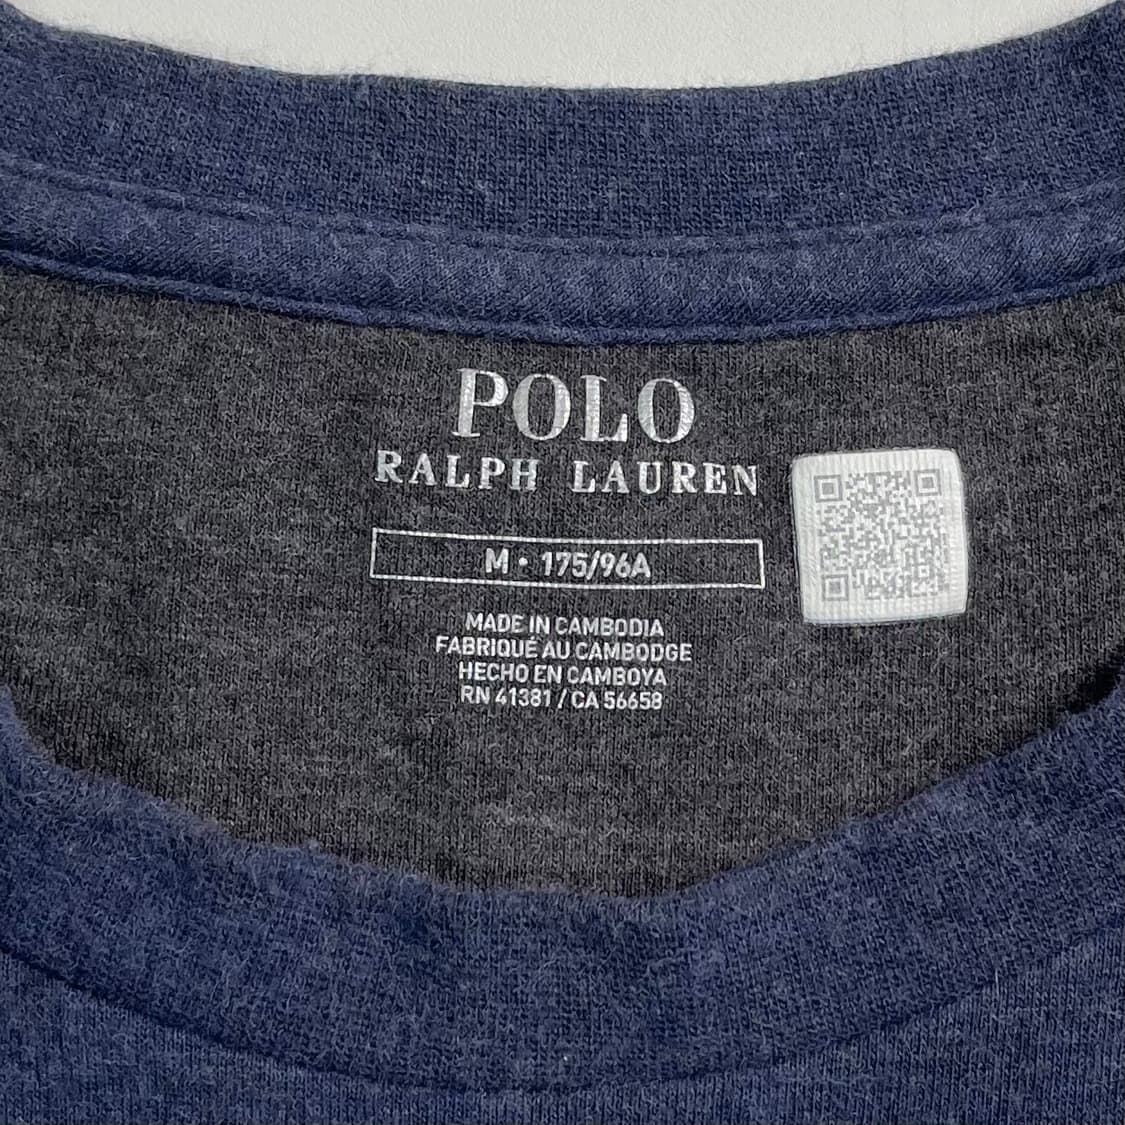 POLO
RALPH LAUREN
M • 175/96A
MADE IN CAMBODIA
FABRIQUÉ AU CAMBODGE
HECHO EN CAMBOYA
RN 41381 / CA 56658